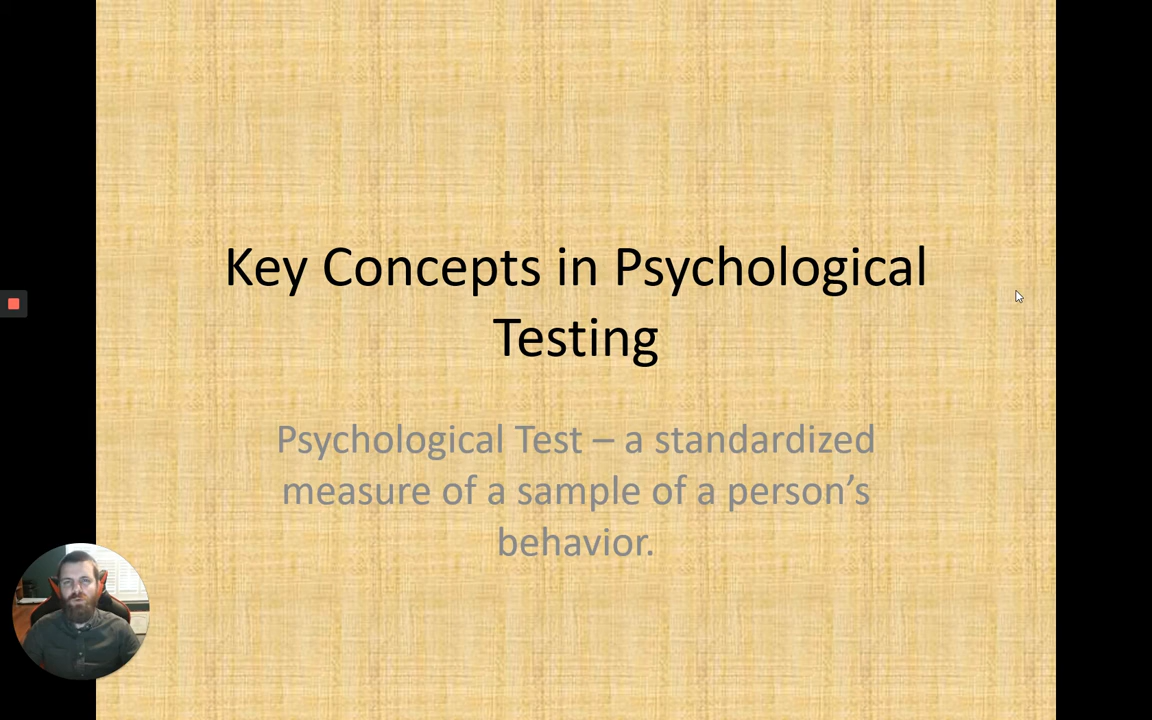 Key Concepts in Psychological
Testing
Psychological Test – a standardized
measure of a sample of a person’s
behavior.